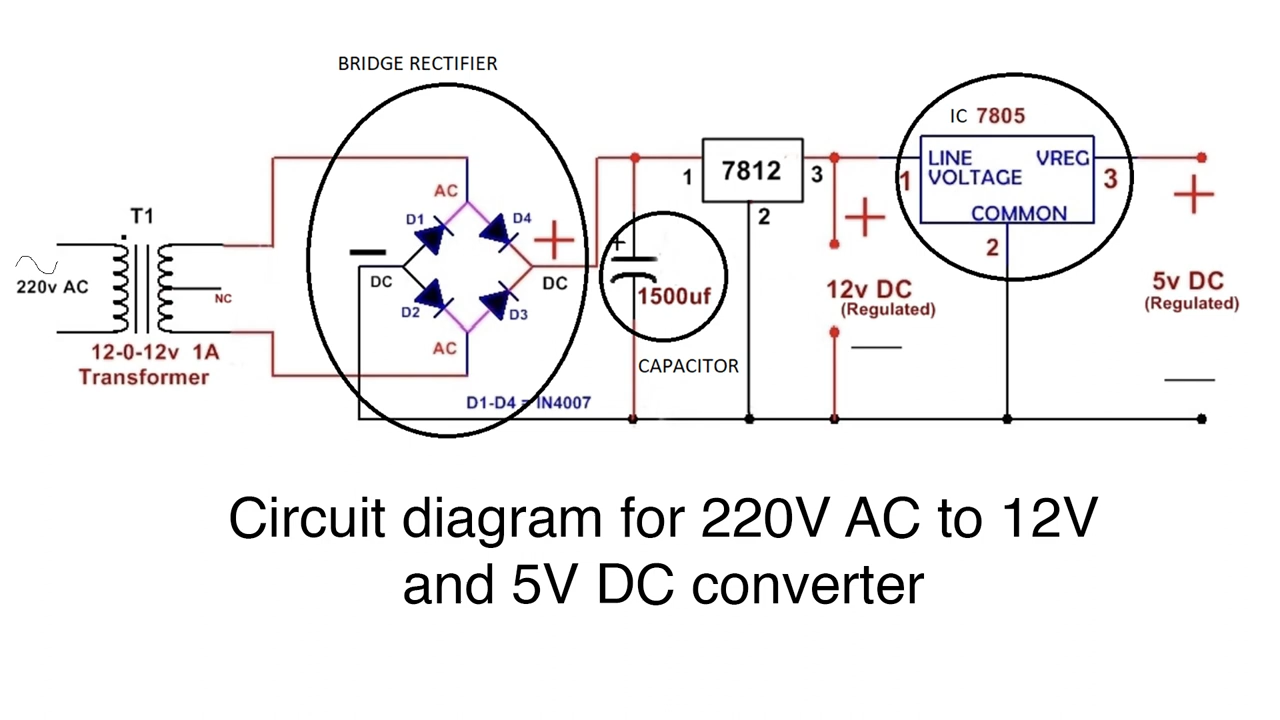 BRIDGE RECTIFIER
T1
220v AC
NC
12-0-12v 1A
Transformer
AC
D1
D4
+
−
DC
DC
D2
D3
AC
D1-D4 = IN4007
+
1500uf
CAPACITOR
1
7812
3
2
+
12v DC
(Regulated)
—
IC 7805
LINE
VOLTAGE
VREG
1
3
COMMON
2
+
5v DC
(Regulated)
—
Circuit diagram for 220V AC to 12V
and 5V DC converter